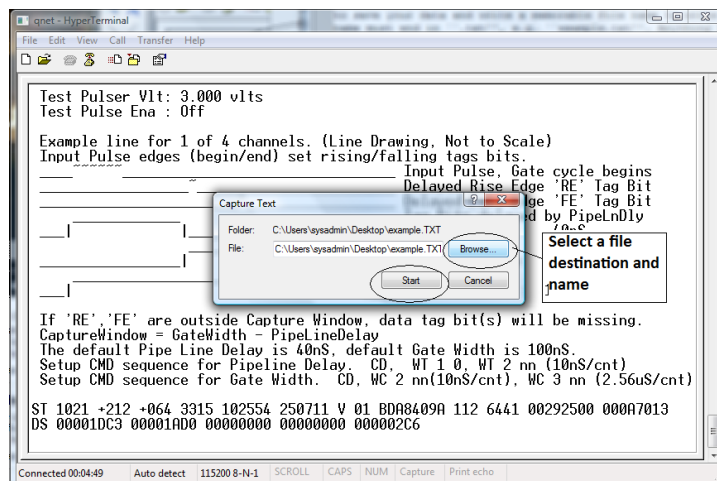 qnet - HyperTerminal
File Edit View Call Transfer Help
Test Pulser Vlt: 3.000 vlts
Test Pulse Ena : Off
Example line for 1 of 4 channels. (Line Drawing, Not to Scale)
Input Pulse edges (begin/end) set rising/falling tags bits.
Input Pulse, Gate cycle begins
Delayed Rise Edge 'RE' Tag Bit
ge 'FE' Tag Bit
d by PipeLnDly
Capture Text
Folder: C:\Users\sysadmin\Desktop\example.TXT
File: C:\Users\sysadmin\Desktop\example.TXT Browse...
Start Cancel
Select a file
destination and
name
If 'RE','FE' are outside Capture Window, data tag bit(s) will be missing.
CaptureWindow = GateWidth - PipeLineDelay
The default Pipe Line Delay is 40nS, default Gate Width is 100nS.
Setup CMD sequence for Pipeline Delay. CD, WT 1 0, WT 2 nn (10nS/cnt)
Setup CMD sequence for Gate Width. CD, WC 2 nn(10nS/cnt), WC 3 nn (2.56uS/cnt)
ST 1021 +212 +064 3315 102554 250711 V 01 BDA8409A 112 6441 00292500 000A7013
DS 00001DC3 00001AD0 00000000 00000000 000002C6
Connected 00:04:49 Auto detect 115200 8-N-1 SCROLL CAPS NUM Capture Print echo